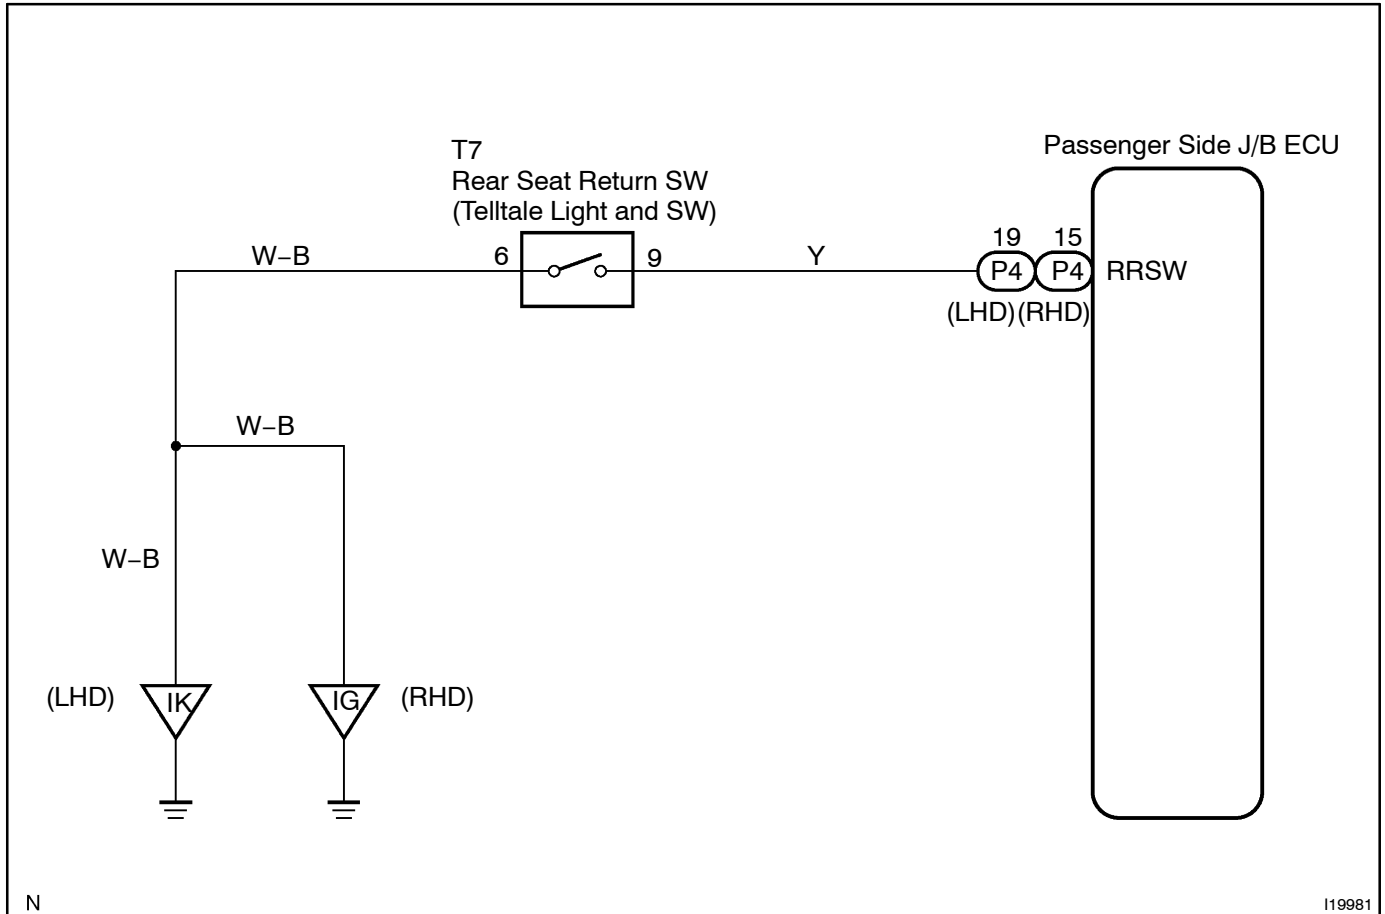 Passenger Side J/B ECU
T7
Rear Seat Return SW
(Telltale Light and SW)
W–B 6 9 Y
19 15
P4 P4 RRSW
(LHD) (RHD)
W–B
W–B
(LHD) IK IG (RHD)
N I19981